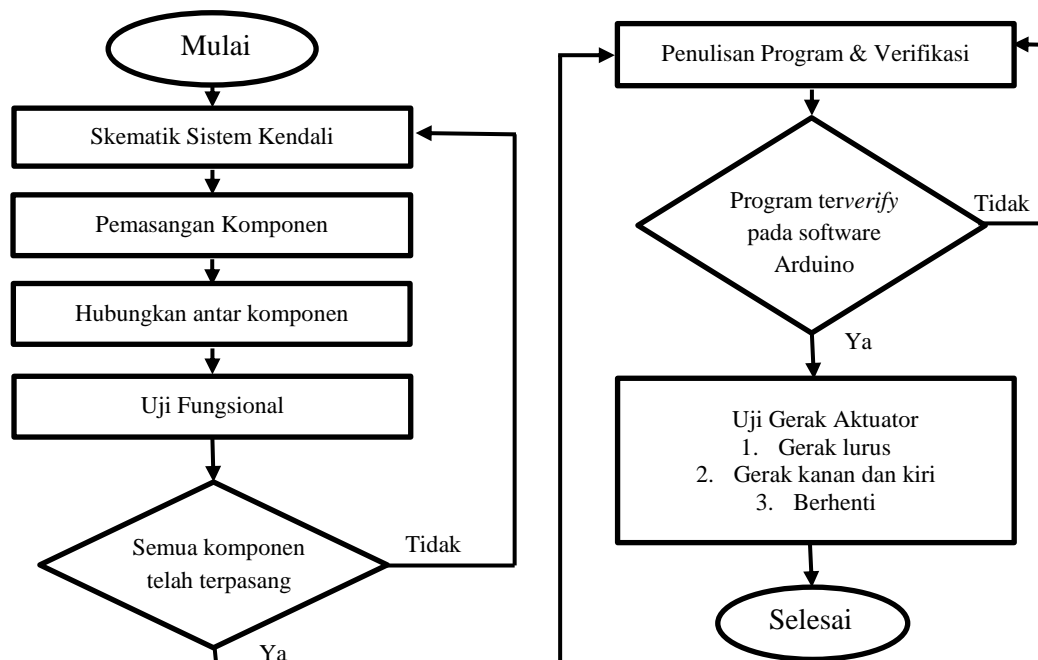 Mulai
Skematik Sistem Kendali
Pemasangan Komponen
Hubungkan antar komponen
Uji Fungsional
Semua komponen
telah terpasang
Tidak
Ya
Penulisan Program & Verifikasi
Program terverify
pada software
Arduino
Tidak
Ya
Uji Gerak Aktuator
1. Gerak lurus
2. Gerak kanan dan kiri
3. Berhenti
Selesai